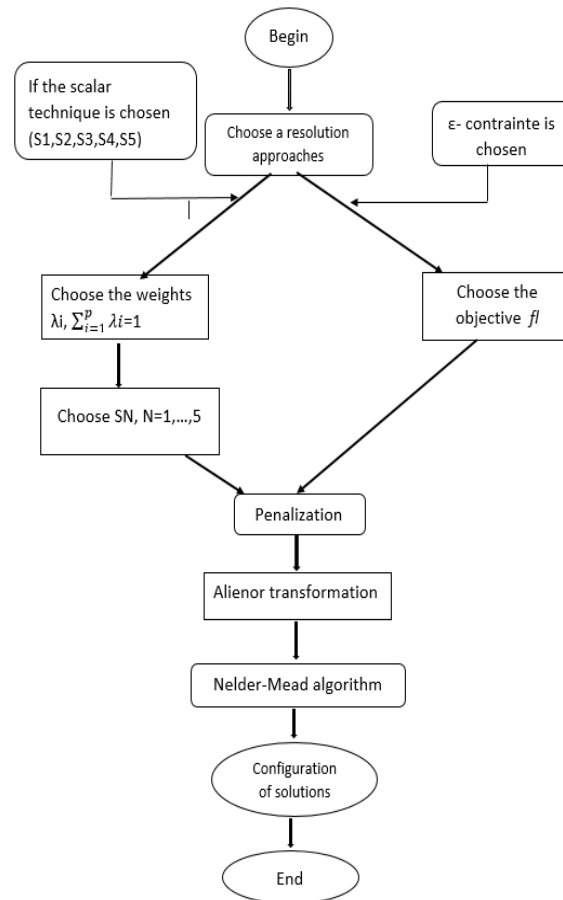 Begin
If the scalar
technique is chosen
(S1,S2,S3,S4,S5)
Choose a resolution
approaches
ε- contrainte is
chosen
Choose the weights
λi, ∑ᵖᵢ₌₁ λi=1
Choose the
objective fl
Choose SN, N=1,...,5
Penalization
Alienor transformation
Nelder-Mead algorithm
Configuration
of solutions
End